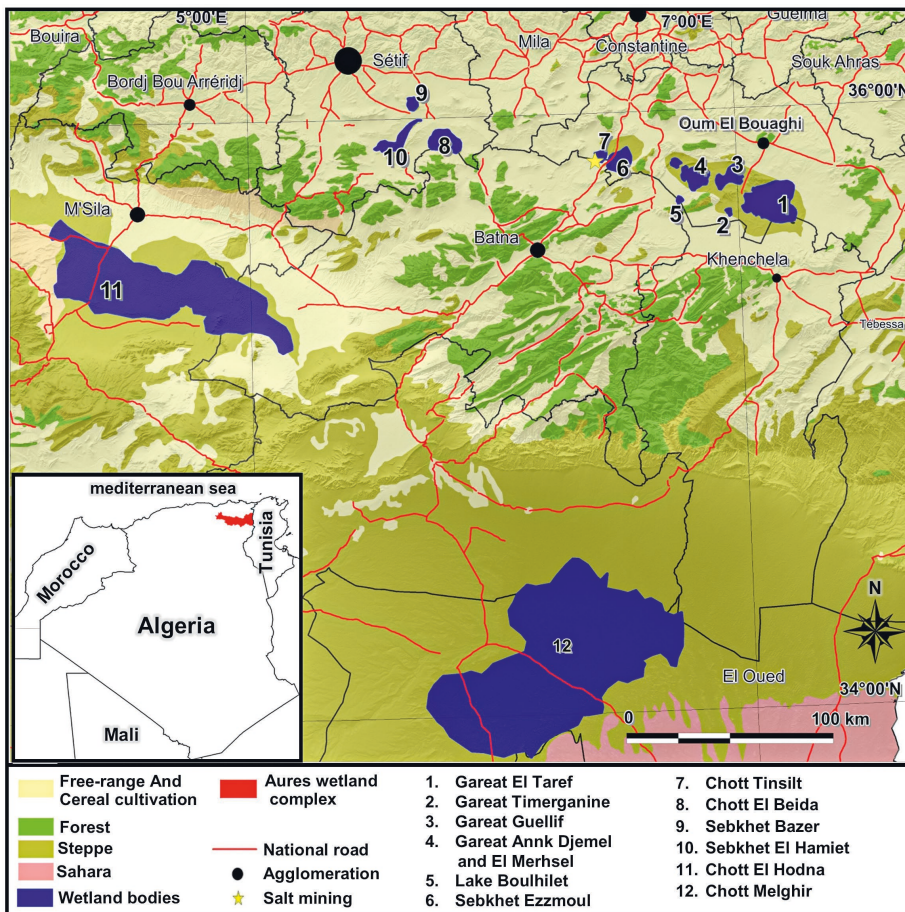 5°00'E
7°00'E
Guelma
Bouira
Mila
Constantine
Sétif
Souk Ahras
Bordj Bou Arréridj
36°00'N
9
Oum El Bouaghi
10
8
7
6
4
3
1
5
2
M'Sila
Batna
Khenchela
11
Tebessa
mediterranean sea
Tunisia
Morocco
Algeria
Mali
N
12
El Oued
34°00'N
0
100 km
Free-range And
Cereal cultivation
Forest
Steppe
Sahara
Wetland bodies
Aures wetland
complex
National road
Agglomeration
Salt mining
1. Gareat El Taref
2. Gareat Timerganine
3. Gareat Guellif
4. Gareat Annk Djemel
and El Merhsel
5. Lake Boulhilet
6. Sebkhet Ezzmoul
7. Chott Tinsilt
8. Chott El Beida
9. Sebkhet Bazer
10. Sebkhet El Hamiet
11. Chott El Hodna
12. Chott Melghir